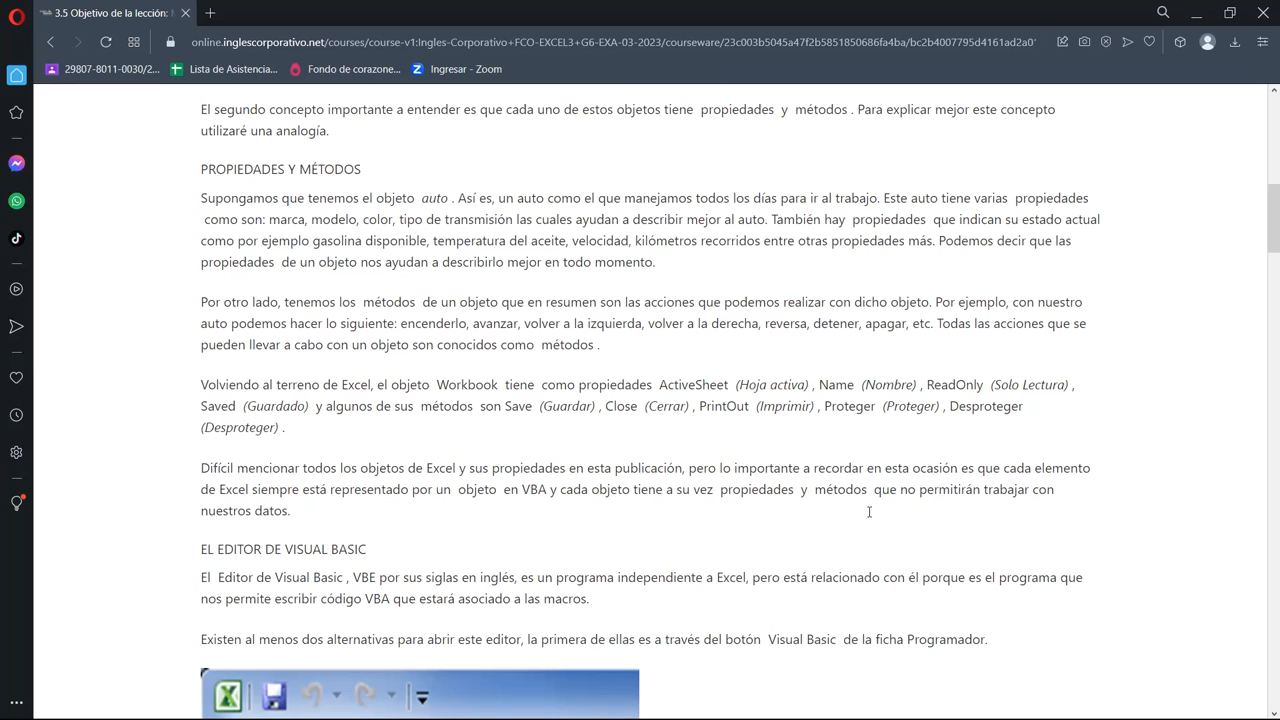 3.5 Objetivo de la lección:
online.inglescorporativo.net/courses/course-v1:Ingles-Corporativo+FCO-EXCEL3+G6-EXA-03-2023/courseware/23c003b5045a47f2b5851850686fa4ba/bc2b4007795d4161ad2a0
29807-8011-0030/2... Lista de Asistencia... Fondo de corazone... Ingresar - Zoom
El segundo concepto importante a entender es que cada uno de estos objetos tiene propiedades y métodos . Para explicar mejor este concepto
utilizaré una analogía.
PROPIEDADES Y MÉTODOS
Supongamos que tenemos el objeto auto . Así es, un auto como el que manejamos todos los días para ir al trabajo. Este auto tiene varias propiedades
como son: marca, modelo, color, tipo de transmisión las cuales ayudan a describir mejor al auto. También hay propiedades que indican su estado actual
como por ejemplo gasolina disponible, temperatura del aceite, velocidad, kilómetros recorridos entre otras propiedades más. Podemos decir que las
propiedades de un objeto nos ayudan a describirlo mejor en todo momento.
Por otro lado, tenemos los métodos de un objeto que en resumen son las acciones que podemos realizar con dicho objeto. Por ejemplo, con nuestro
auto podemos hacer lo siguiente: encenderlo, avanzar, volver a la izquierda, volver a la derecha, reversa, detener, apagar, etc. Todas las acciones que se
pueden llevar a cabo con un objeto son conocidos como métodos .
Volviendo al terreno de Excel, el objeto Workbook tiene como propiedades ActiveSheet (Hoja activa) , Name (Nombre) , ReadOnly (Solo Lectura) ,
Saved (Guardado) y algunos de sus métodos son Save (Guardar) , Close (Cerrar) , PrintOut (Imprimir) , Proteger (Proteger) , Desproteger
(Desproteger) .
Difícil mencionar todos los objetos de Excel y sus propiedades en esta publicación, pero lo importante a recordar en esta ocasión es que cada elemento
de Excel siempre está representado por un objeto en VBA y cada objeto tiene a su vez propiedades y métodos que no permitirán trabajar con
nuestros datos.
EL EDITOR DE VISUAL BASIC
El Editor de Visual Basic , VBE por sus siglas en inglés, es un programa independiente a Excel, pero está relacionado con él porque es el programa que
nos permite escribir código VBA que estará asociado a las macros.
Existen al menos dos alternativas para abrir este editor, la primera de ellas es a través del botón Visual Basic de la ficha Programador.